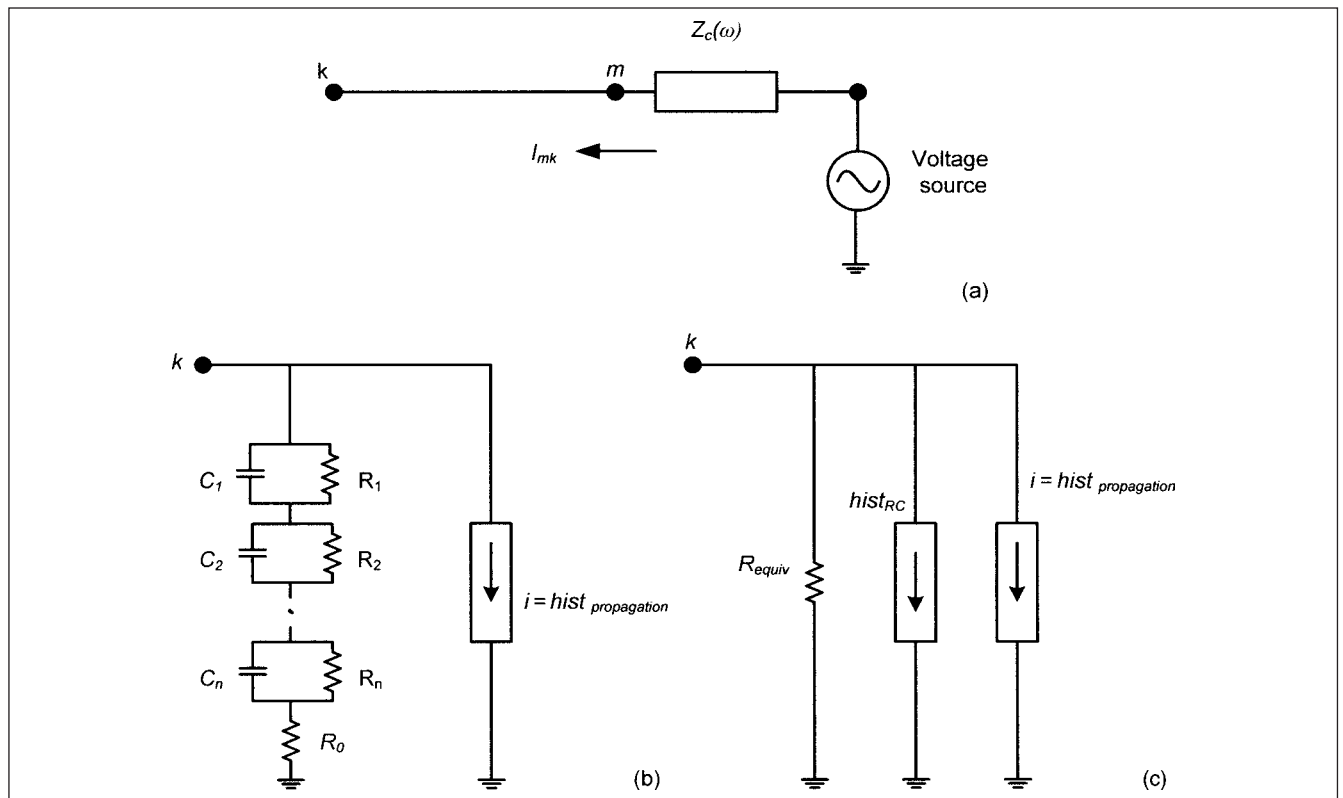 Zc(ω)
k
m
Imk
Voltage
source
(a)
k
C1
R1
C2
R2
Cn
Rn
R0
i = hist propagation
(b)
k
Requiv
histRC
i = hist propagation
(c)